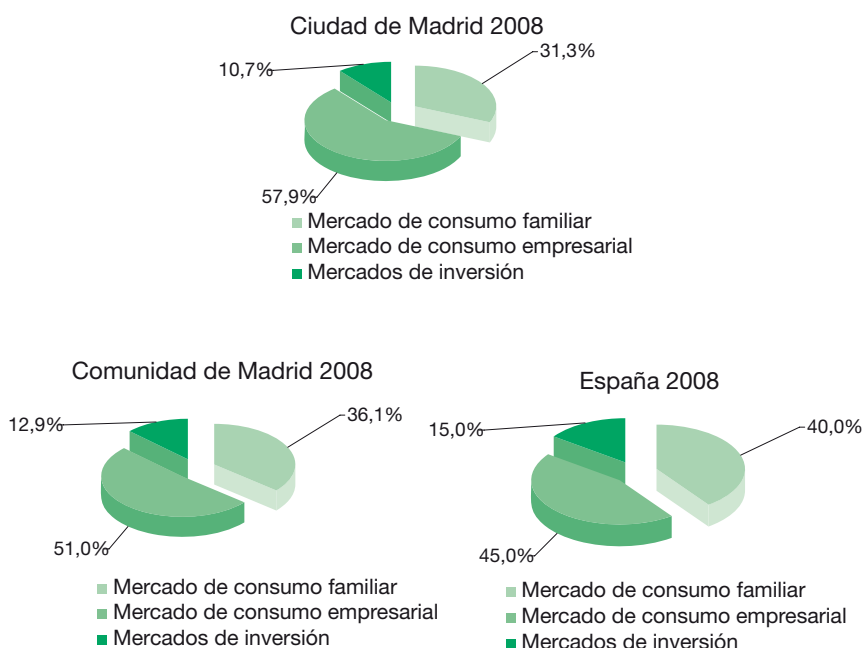 Ciudad de Madrid 2008
10,7%
31,3%
57,9%
Mercado de consumo familiar
Mercado de consumo empresarial
Mercados de inversión
Comunidad de Madrid 2008
12,9%
36,1%
51,0%
Mercado de consumo familiar
Mercado de consumo empresarial
Mercados de inversión
España 2008
15,0%
40,0%
45,0%
Mercado de consumo familiar
Mercado de consumo empresarial
Mercados de inversión